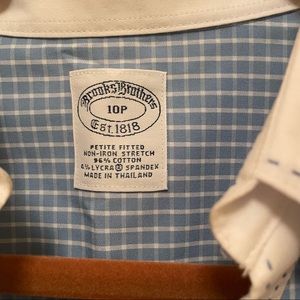 Brooks Brothers
10P
Est. 1818
PETITE FITTED
NON-IRON STRETCH
96% COTTON
4% LYCRA® SPANDEX
MADE IN THAILAND